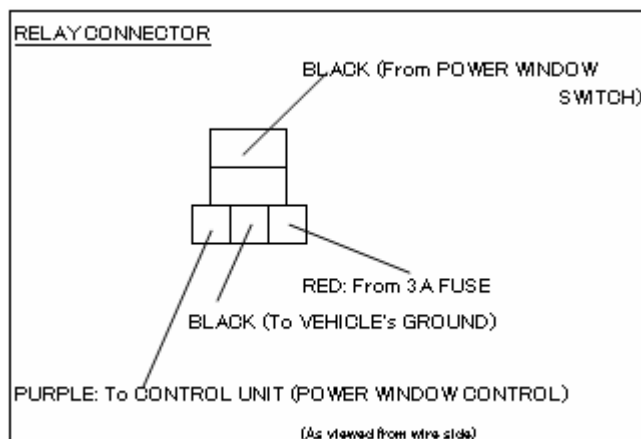 RELAY CONNECTOR
BLACK (From POWER WINDOW
SWITCH)
RED: From 3A FUSE
BLACK (To VEHICLE's GROUND)
PURPLE: To CONTROL UNIT (POWER WINDOW CONTROL)
(As viewed from wire side)